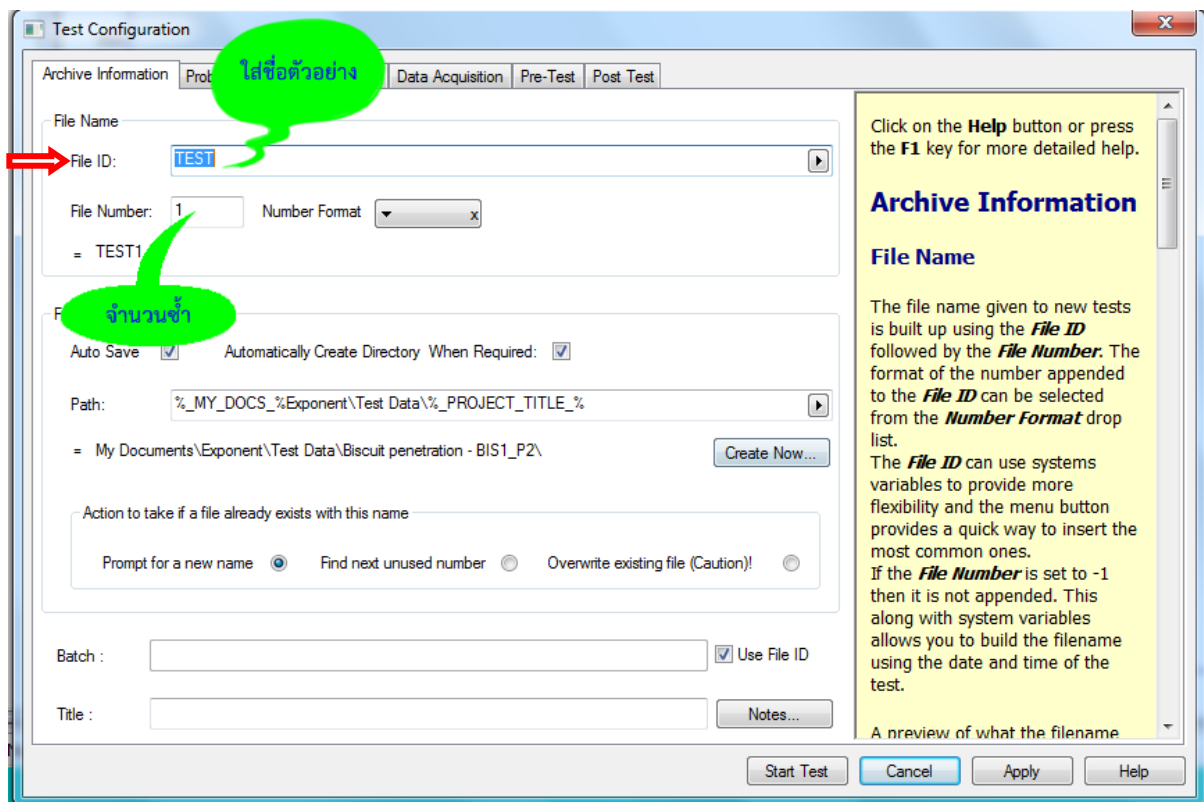 Test Configuration
x
Archive Information
Prob
ใส่ชื่อตัวอย่าง
Data Acquisition
Pre-Test
Post Test
File Name
File ID:
TEST
File Number:
1
Number Format
x
= TEST1
จำนวนซ้ำ
F
Auto Save
Automatically Create Directory When Required:
Path:
%_MY_DOCS_%Exponent\Test Data\%_PROJECT_TITLE_%
= My Documents\Exponent\Test Data\Biscuit penetration - BIS1_P2\
Create Now...
Action to take if a file already exists with this name
Prompt for a new name
Find next unused number
Overwrite existing file (Caution)!
Batch :
Use File ID
Title :
Notes...
Click on the Help button or press
the F1 key for more detailed help.
Archive Information
File Name
The file name given to new tests
is built up using the File ID
followed by the File Number. The
format of the number appended
to the File ID can be selected
from the Number Format drop
list.
The File ID can use systems
variables to provide more
flexibility and the menu button
provides a quick way to insert the
most common ones.
If the File Number is set to -1
then it is not appended. This
along with system variables
allows you to build the filename
using the date and time of the
test.
A preview of what the filename
Start Test
Cancel
Apply
Help